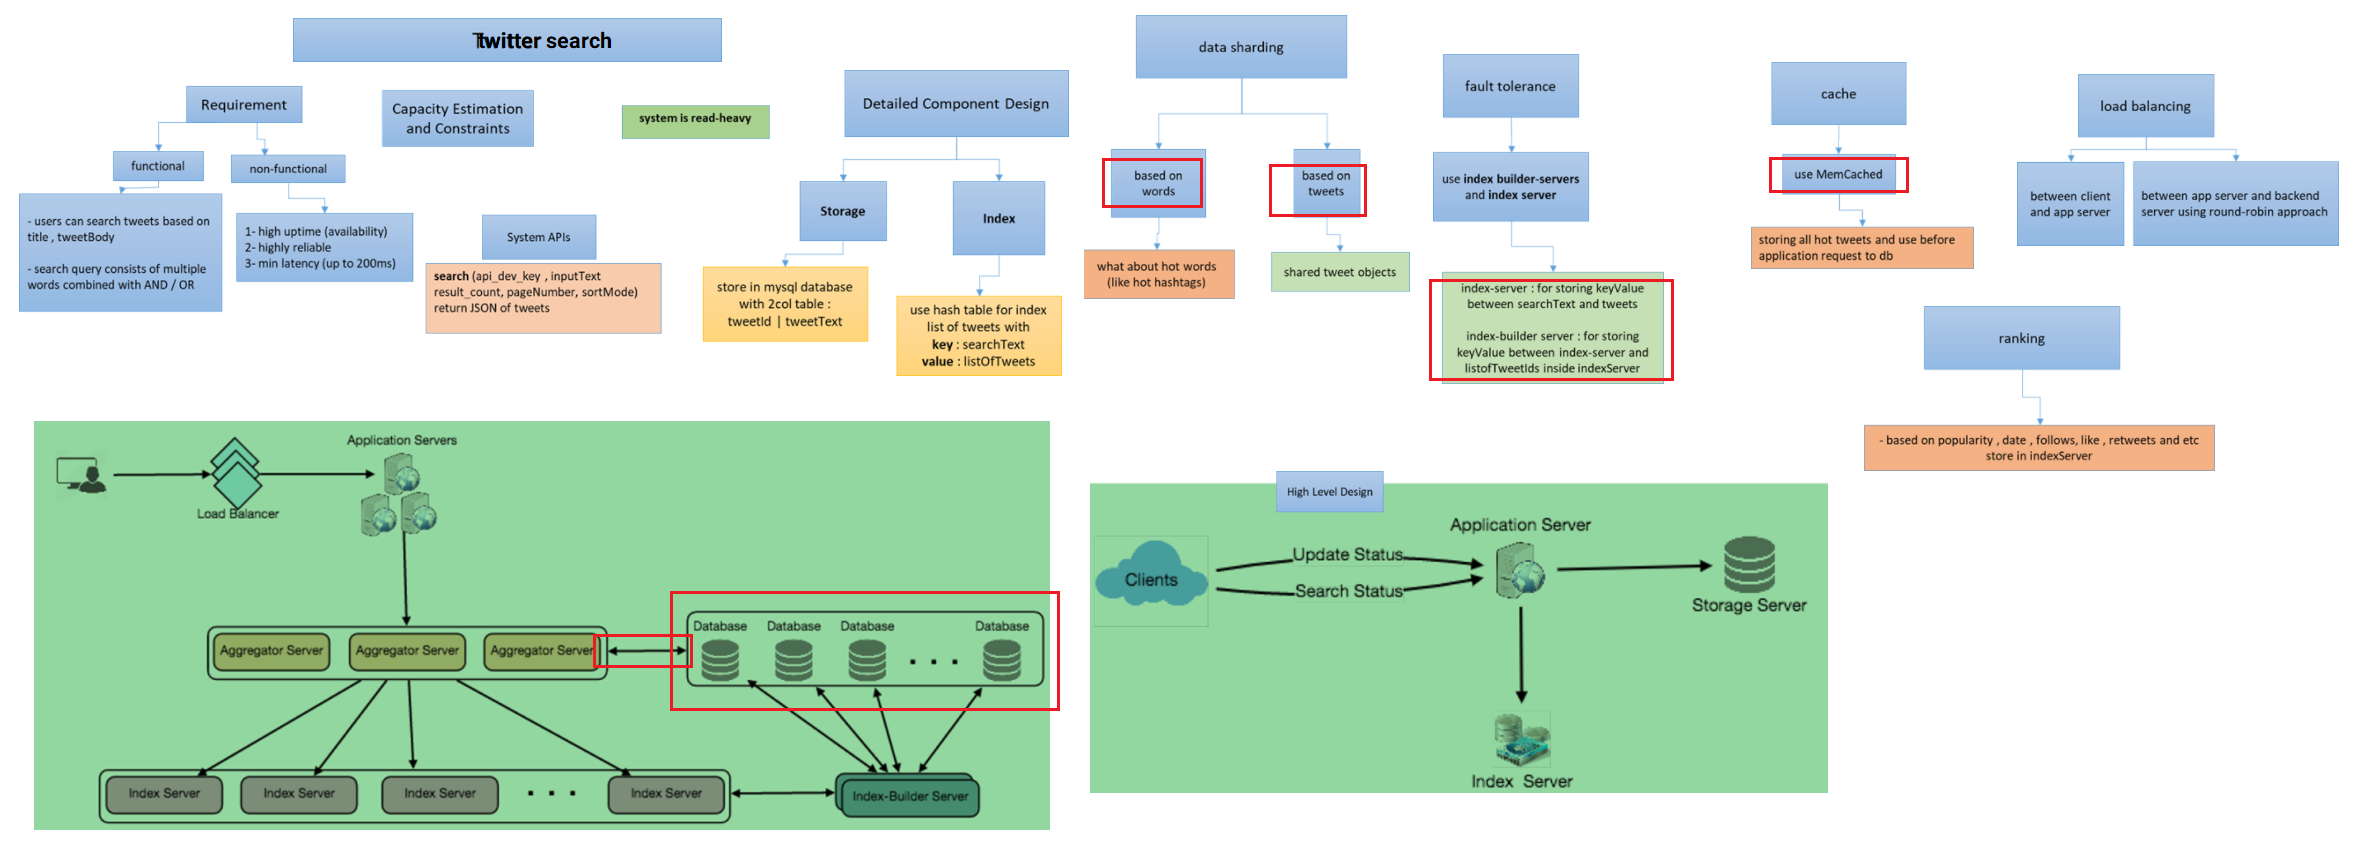 Twitter search
Requirement
functional
non-functional
- users can search tweets based on
title , tweetBody
- search query consists of multiple
words combined with AND / OR
1- high uptime (availability)
2- highly reliable
3- min latency (up to 200ms)
Capacity Estimation
and Constraints
System APIs
search (api_dev_key , inputText
result_count, pageNumber, sortMode)
return JSON of tweets
system is read-heavy
Detailed Component Design
Storage
Index
store in mysql database
with 2col table :
tweetId | tweetText
use hash table for index
list of tweets with
key : searchText
value : listOfTweets
data sharding
based on
words
based on
tweets
what about hot words
(like hot hashtags)
shared tweet objects
fault tolerance
use index builder-servers
and index server
index-server : for storing keyValue
between searchText and tweets
index-builder server : for storing
keyValue between index-server and
listofTweetIds inside indexServer
cache
use MemCached
storing all hot tweets and use before
application request to db
load balancing
between client
and app server
between app server and backend
server using round-robin approach
ranking
- based on popularity , date , follows, like , retweets and etc
store in indexServer
Application Servers
Load Balancer
Aggregator Server
Aggregator Server
Aggregator Server
Database
Database
Database
Database
Index Server
Index Server
Index Server
Index Server
Index-Builder Server
High Level Design
Clients
Update Status
Search Status
Application Server
Storage Server
Index Server